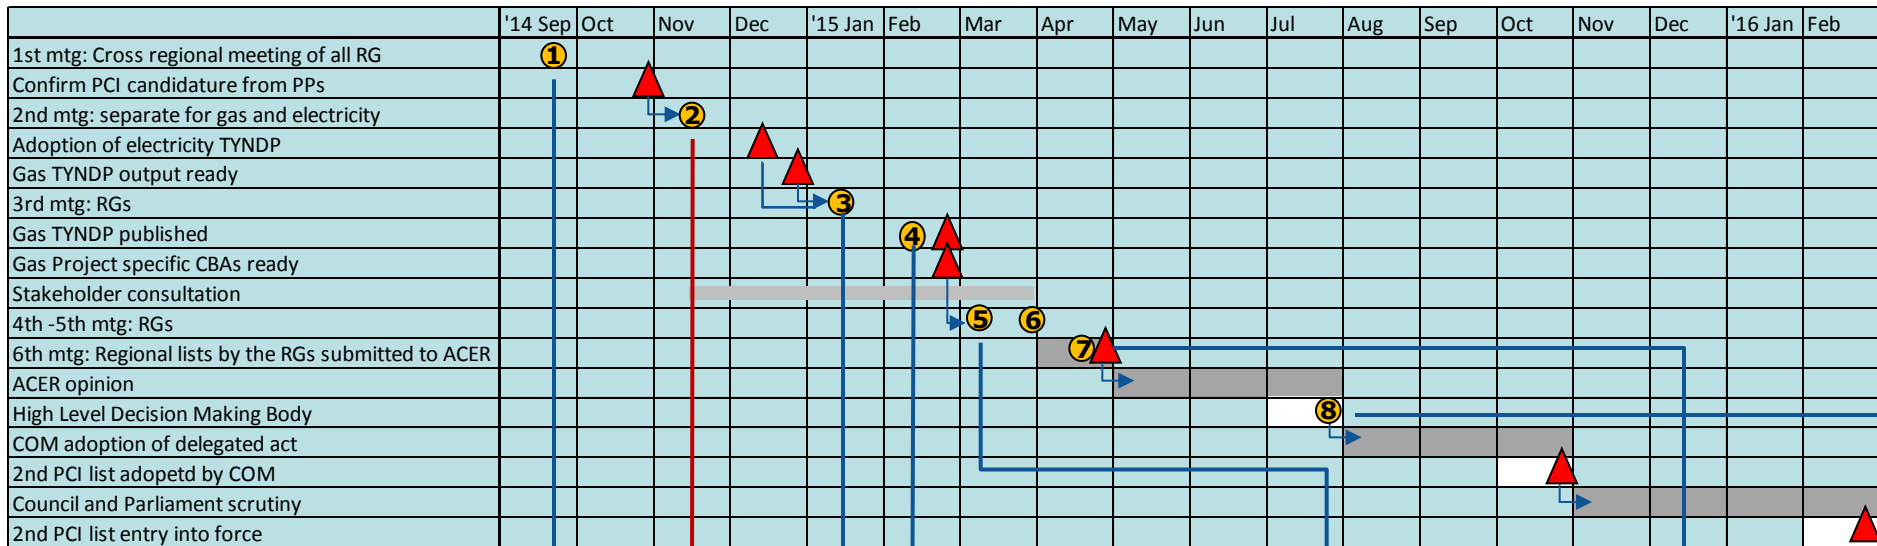 '14 Sep Oct Nov Dec '15 Jan Feb Mar Apr May Jun Jul Aug Sep Oct Nov Dec '16 Jan Feb
1st mtg: Cross regional meeting of all RG 1
Confirm PCI candidature from PPs
2nd mtg: separate for gas and electricity 2
Adoption of electricity TYNDP
Gas TYNDP output ready
3rd mtg: RGs 3
Gas TYNDP published 4
Gas Project specific CBAs ready
Stakeholder consultation
4th -5th mtg: RGs 5 6
6th mtg: Regional lists by the RGs submitted to ACER 7
ACER opinion
High Level Decision Making Body 8
COM adoption of delegated act
2nd PCI list adopetd by COM
Council and Parliament scrutiny
2nd PCI list entry into force